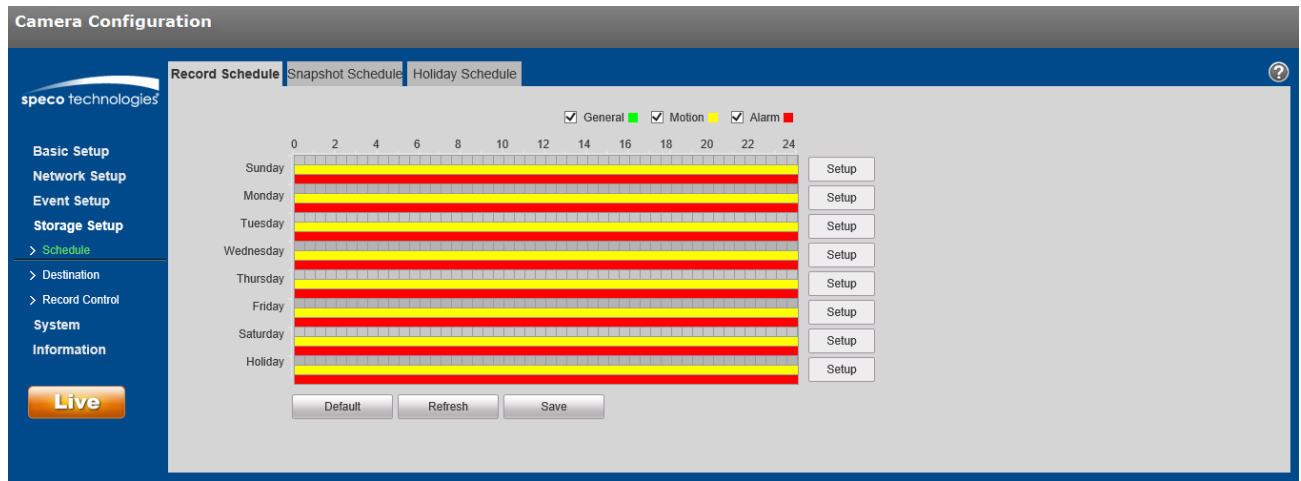 Camera Configuration
speco technologies
Record Schedule Snapshot Schedule Holiday Schedule
?
General Motion Alarm
0 2 4 6 8 10 12 14 16 18 20 22 24
Sunday Setup
Monday Setup
Tuesday Setup
Wednesday Setup
Thursday Setup
Friday Setup
Saturday Setup
Holiday Setup
Default Refresh Save
Basic Setup
Network Setup
Event Setup
Storage Setup
> Schedule
> Destination
> Record Control
System
Information
Live